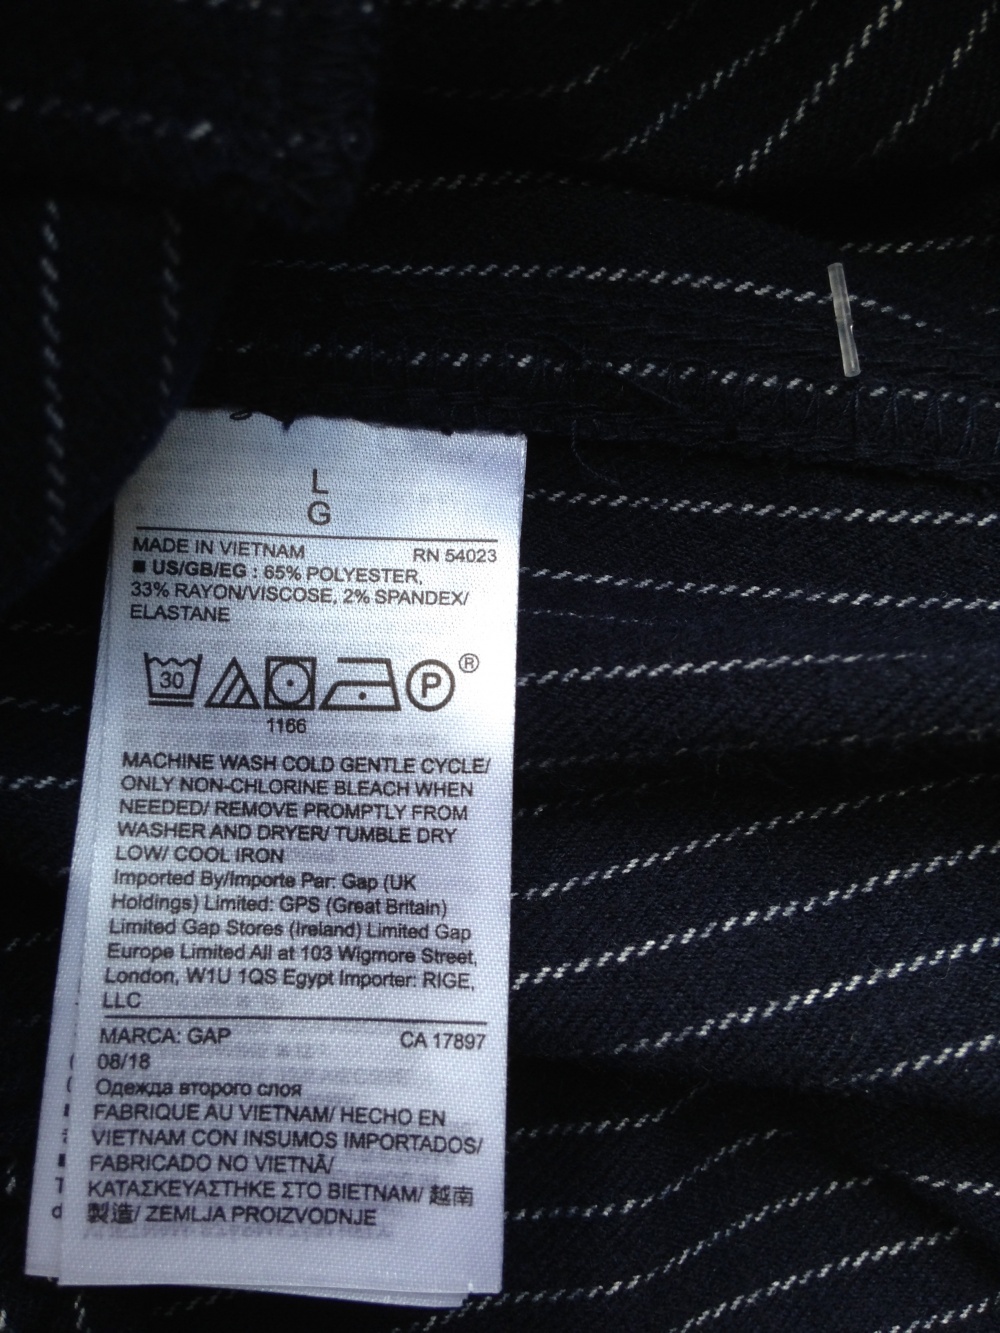 L
G
MADE IN VIETNAM RN 54023
■ US/GB/EG : 65% POLYESTER,
33% RAYON/VISCOSE, 2% SPANDEX/
ELASTANE
30 P ®
1166
MACHINE WASH COLD GENTLE CYCLE/
ONLY NON-CHLORINE BLEACH WHEN
NEEDED/ REMOVE PROMPTLY FROM
WASHER AND DRYER/ TUMBLE DRY
LOW/ COOL IRON
Imported By/Importe Par: Gap (UK
Holdings) Limited: GPS (Great Britain)
Limited Gap Stores (Ireland) Limited Gap
Europe Limited All at 103 Wigmore Street,
London, W1U 1QS Egypt Importer: RIGE,
LLC
MARCA: GAP CA 17897
08/18
Одежда второго слоя
FABRIQUE AU VIETNAM/ HECHO EN
VIETNAM CON INSUMOS IMPORTADOS/
FABRICADO NO VIETNÃ/
ΚΑΤΑΣΚΕΥΑΣΤΗΚΕ ΣΤΟ ΒΙΕΤΝΑΜ/ 越南
製造/ ZEMLJA PROIZVODNJE